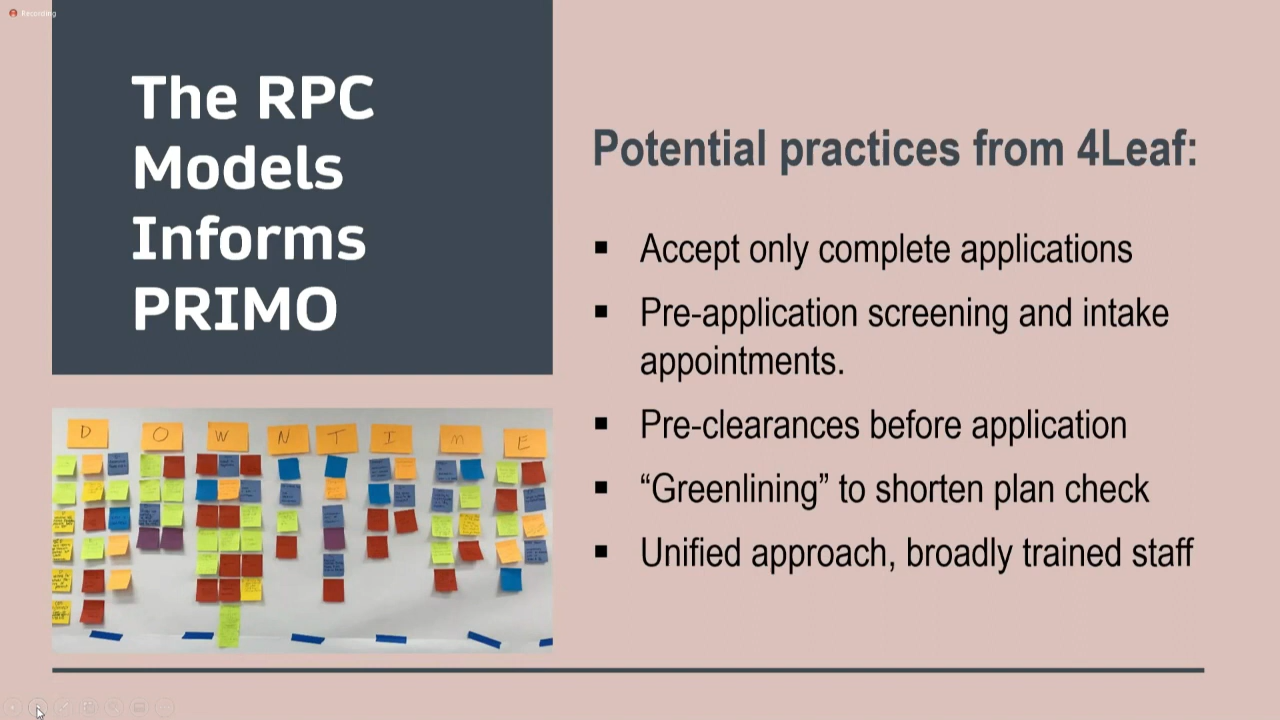 Recording
The RPC
Models
Informs
PRIMO
Potential practices from 4Leaf:
▪ Accept only complete applications
▪ Pre-application screening and intake
appointments.
▪ Pre-clearances before application
▪ “Greenlining” to shorten plan check
▪ Unified approach, broadly trained staff
D O W N T I M E